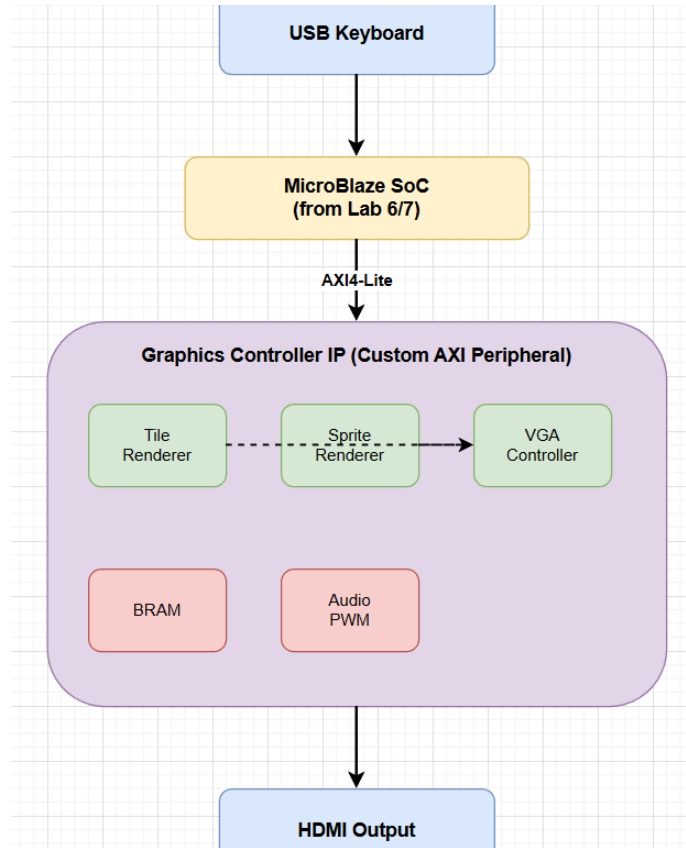 USB Keyboard
MicroBlaze SoC
(from Lab 6/7)
AXI4-Lite
Graphics Controller IP (Custom AXI Peripheral)
Tile
Renderer
Sprite
Renderer
VGA
Controller
BRAM
Audio
PWM
HDMI Output